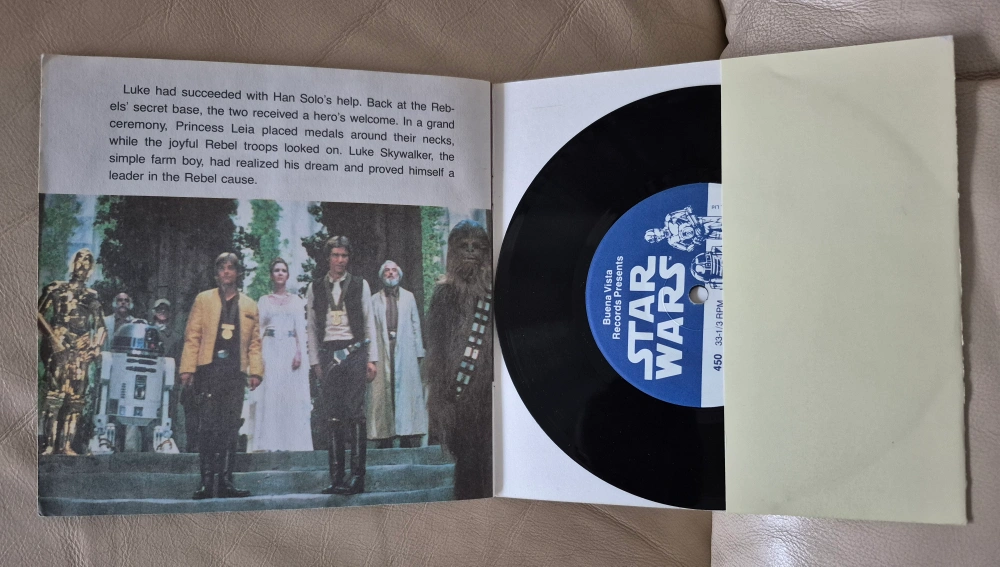 Luke had succeeded with Han Solo's help. Back at the Reb-
els' secret base, the two received a hero's welcome. In a grand
ceremony, Princess Leia placed medals around their necks,
while the joyful Rebel troops looked on. Luke Skywalker, the
simple farm boy, had realized his dream and proved himself a
leader in the Rebel cause.
Buena Vista
Records Presents
STAR
WARS
450 33-1/3 RPM